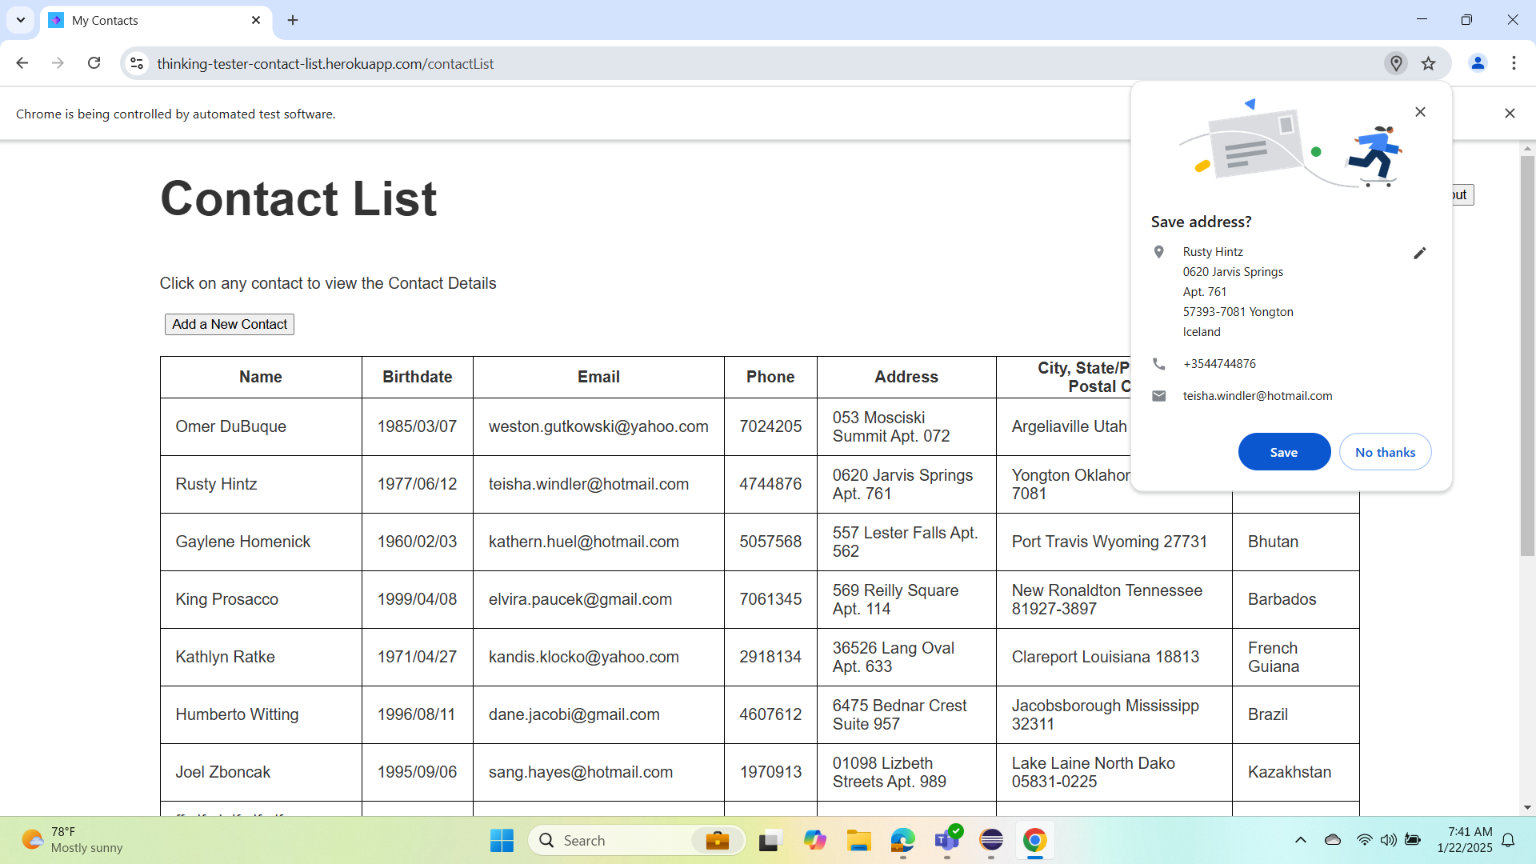 My Contacts
thinking-tester-contact-list.herokuapp.com/contactList
Chrome is being controlled by automated test software.
Contact List
Click on any contact to view the Contact Details
Add a New Contact
Save address?
Rusty Hintz
0620 Jarvis Springs
Apt. 761
57393-7081 Yongton
Iceland
+3544744876
teisha.windler@hotmail.com
Save No thanks
Name Birthdate Email Phone Address City,
Postal
Omer DuBuque 1985/03/07 weston.gutkowski@yahoo.com 7024205 053 Mosciski
Summit Apt. 072 Argeliaville Utah
Rusty Hintz 1977/06/12 teisha.windler@hotmail.com 4744876 0620 Jarvis Springs
Apt. 761 Yongton
7081
Gaylene Homenick 1960/02/03 kathern.huel@hotmail.com 5057568 557 Lester Falls Apt.
562 Port Travis Wyoming 27731 Bhutan
King Prosacco 1999/04/08 elvira.paucek@gmail.com 7061345 569 Reilly Square
Apt. 114 New Ronaldton Tennessee
81927-3897 Barbados
Kathlyn Ratke 1971/04/27 kandis.klocko@yahoo.com 2918134 36526 Lang Oval
Apt. 633 Clareport Louisiana 18813 French
Guiana
Humberto Witting 1996/08/11 dane.jacobi@gmail.com 4607612 6475 Bednar Crest
Suite 957 Jacobsborough Mississipp
32311 Brazil
Joel Zboncak 1995/09/06 sang.hayes@hotmail.com 1970913 01098 Lizbeth
Streets Apt. 989 Lake Laine North Dako
05831-0225 Kazakhstan
78°F
Mostly sunny
Search
7:41 AM
1/22/2025